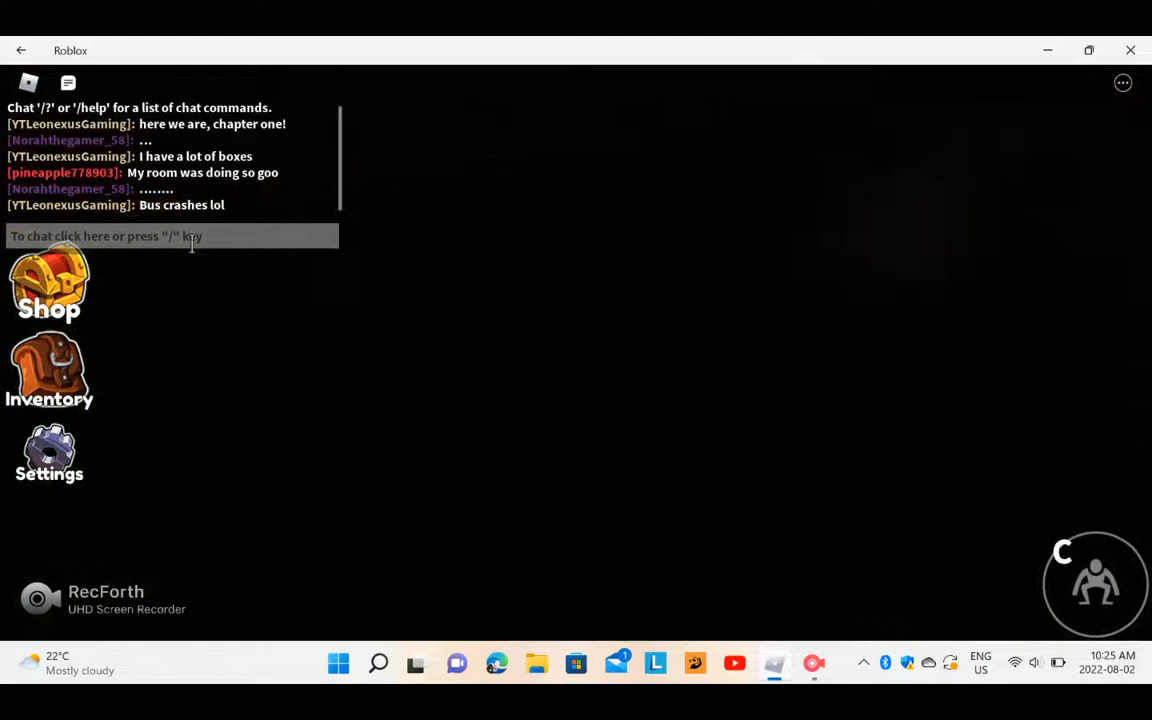 Roblox
Chat '/?' or '/help' for a list of chat commands.
[YTLeonexusGaming]: here we are, chapter one!
[Norahthegamer_58]: ...
[YTLeonexusGaming]: I have a lot of boxes
[pineapple778903]: My room was doing so goo
[Norahthegamer_58]: ........
[YTLeonexusGaming]: Bus crashes lol
To chat click here or press "/" key
Shop
Inventory
Settings
C
RecForth
UHD Screen Recorder
22°C
Mostly cloudy
1
L
ENG
US
10:25 AM
2022-08-02